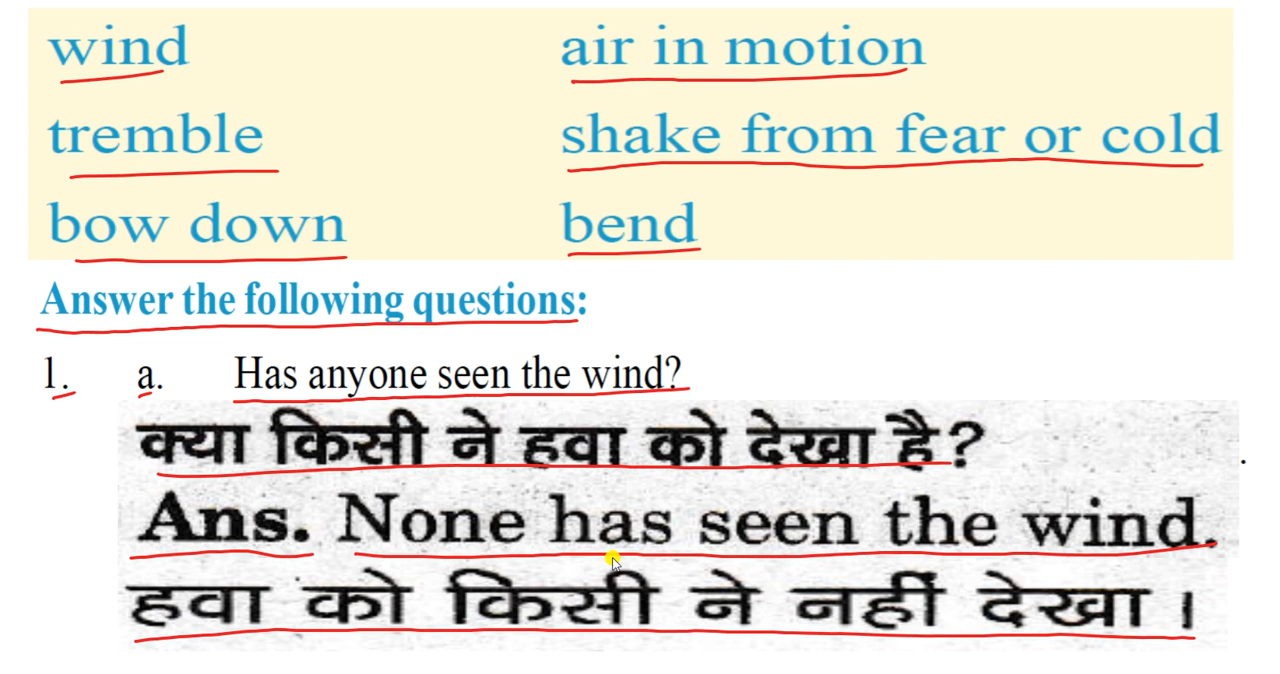 wind air in motion
tremble shake from fear or cold
bow down bend
Answer the following questions:
1. a. Has anyone seen the wind?
क्या किसी ने हवा को देखा है?
Ans. None has seen the wind.
हवा को किसी ने नहीं देखा।